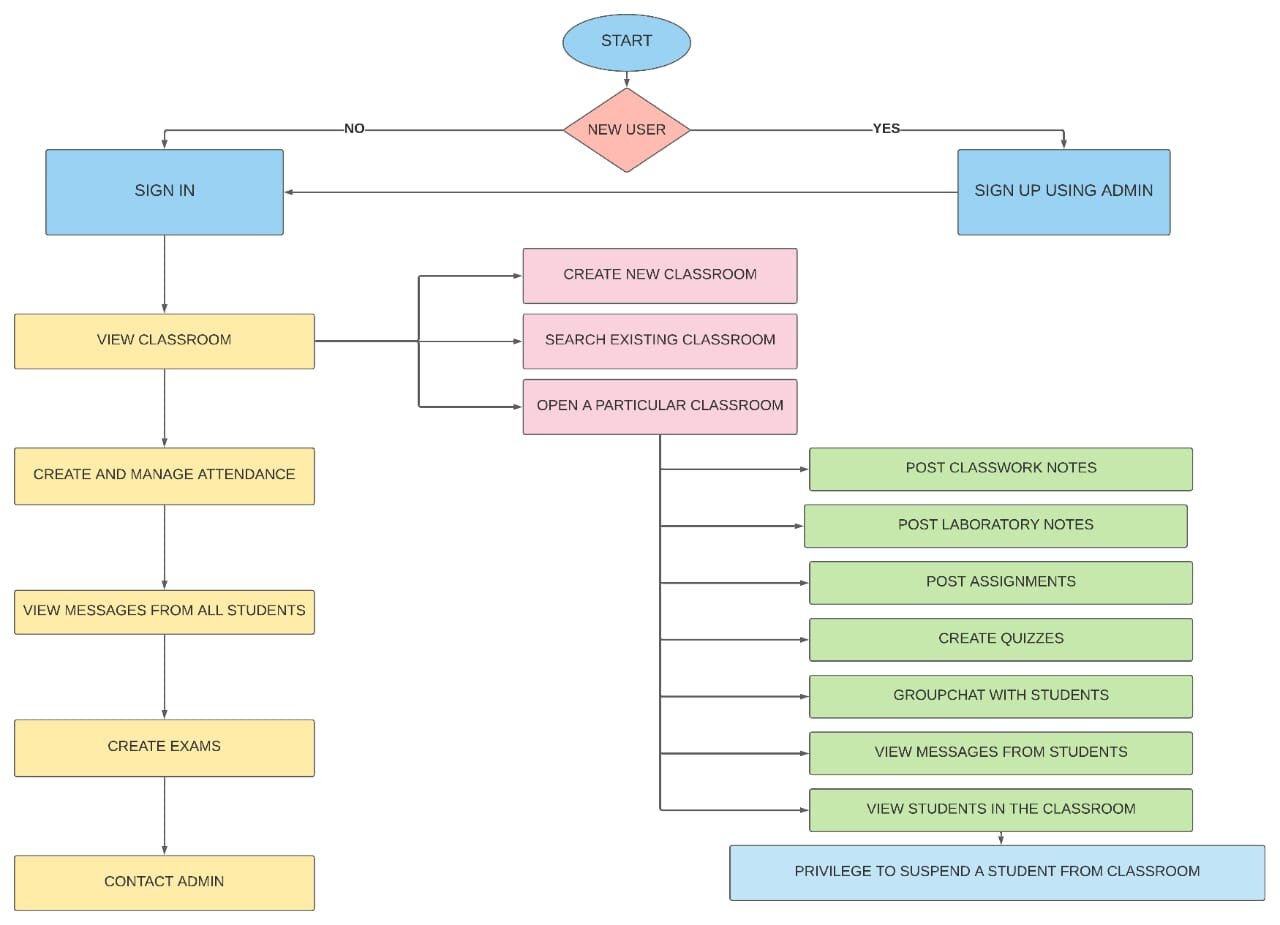 START
NEW USER
NO
YES
SIGN IN
SIGN UP USING ADMIN
CREATE NEW CLASSROOM
VIEW CLASSROOM
SEARCH EXISTING CLASSROOM
OPEN A PARTICULAR CLASSROOM
CREATE AND MANAGE ATTENDANCE
POST CLASSWORK NOTES
POST LABORATORY NOTES
POST ASSIGNMENTS
VIEW MESSAGES FROM ALL STUDENTS
CREATE QUIZZES
GROUPCHAT WITH STUDENTS
CREATE EXAMS
VIEW MESSAGES FROM STUDENTS
VIEW STUDENTS IN THE CLASSROOM
CONTACT ADMIN
PRIVILEGE TO SUSPEND A STUDENT FROM CLASSROOM